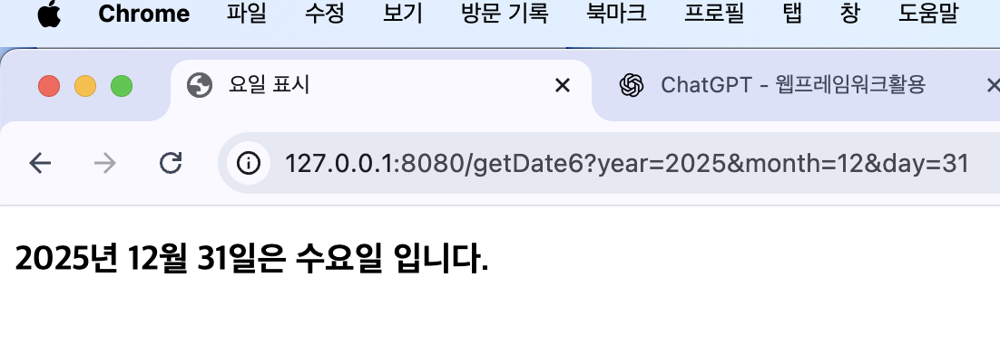 Chrome 파일 수정 보기 방문 기록 북마크 프로필 탭 창 도움말
요일 표시 ChatGPT - 웹프레임워크활용
127.0.0.1:8080/getDate6?year=2025&month=12&day=31
2025년 12월 31일은 수요일 입니다.